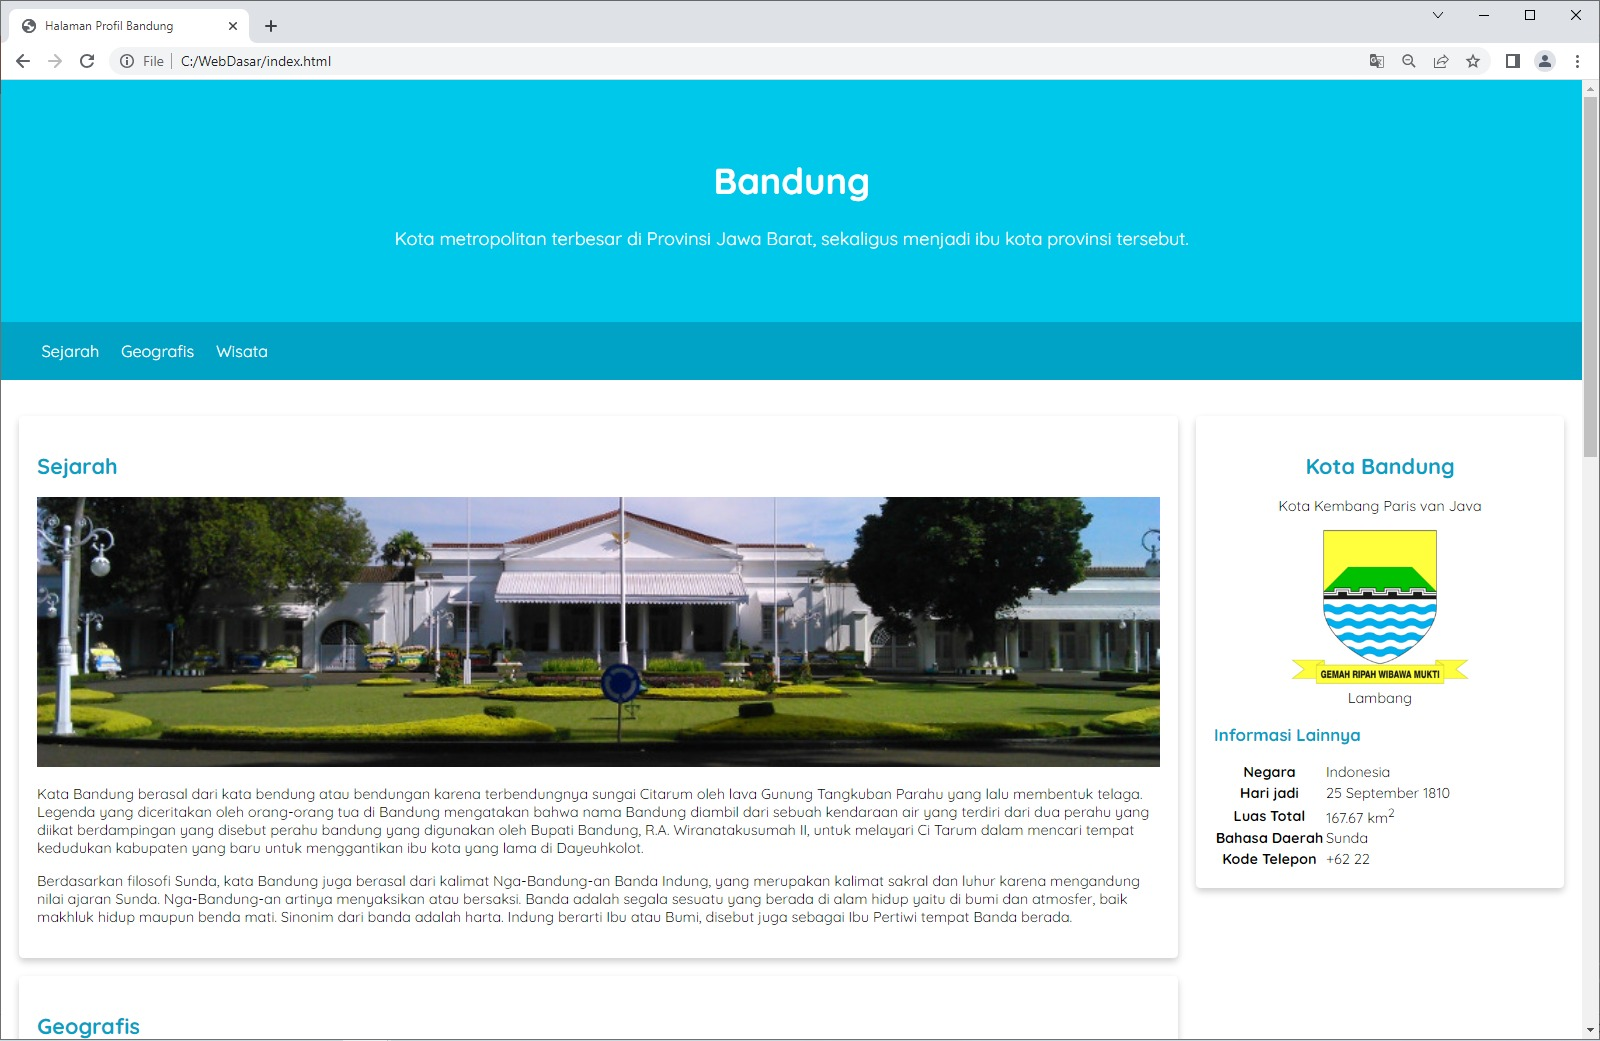 Halaman Profil Bandung
File
C:/WebDasar/index.html
Bandung
Kota metropolitan terbesar di Provinsi Jawa Barat, sekaligus menjadi ibu kota provinsi tersebut.
Sejarah Geografis Wisata
Sejarah
Kata Bandung berasal dari kata bendung atau bendungan karena terbendungnya sungai Citarum oleh lava Gunung Tangkuban Parahu yang lalu membentuk telaga.
Legenda yang diceritakan oleh orang-orang tua di Bandung mengatakan bahwa nama Bandung diambil dari sebuah kendaraan air yang terdiri dari dua perahu yang
diikat berdampingan yang disebut perahu bandung yang digunakan oleh Bupati Bandung, R.A. Wiranatakusumah II, untuk melayari Ci Tarum dalam mencari tempat
kedudukan kabupaten yang baru untuk menggantikan ibu kota yang lama di Dayeuhkolot.
Berdasarkan filosofi Sunda, kata Bandung juga berasal dari kalimat Nga-Bandung-an Banda Indung, yang merupakan kalimat sakral dan luhur karena mengandung
nilai ajaran Sunda. Nga-Bandung-an artinya menyaksikan atau bersaksi. Banda adalah segala sesuatu yang berada di alam hidup yaitu di bumi dan atmosfer, baik
makhluk hidup maupun benda mati. Sinonim dari banda adalah harta. Indung berarti Ibu atau Bumi, disebut juga sebagai Ibu Pertiwi tempat Banda berada.
Geografis
Kota Bandung
Kota Kembang Paris van Java
GEMAH RIPAH WIBAWA MUKTI
Lambang
Informasi Lainnya
Negara Indonesia
Hari jadi 25 September 1810
Luas Total 167.67 km²
Bahasa Daerah Sunda
Kode Telepon +62 22